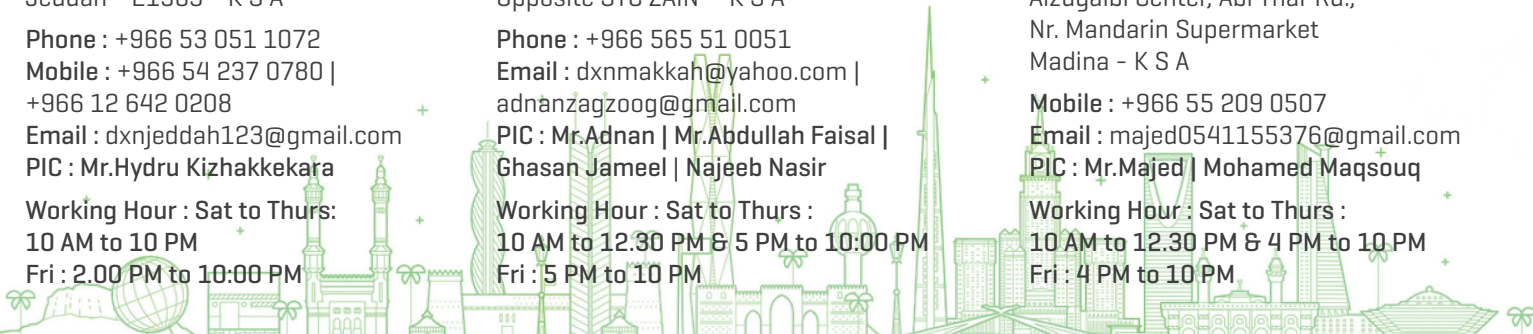 Phone : +966 53 051 1072
Mobile : +966 54 237 0780 |
+966 12 642 0208
Email : dxnjeddah123@gmail.com
PIC : Mr.Hydru Kizhakkekara
Working Hour : Sat to Thurs:
10 AM to 10 PM
Fri : 2.00 PM to 10:00 PM
Phone : +966 565 51 0051
Email : dxnmakkah@yahoo.com |
adnanzagzoog@gmail.com
PIC : Mr.Adnan | Mr.Abdullah Faisal |
Ghasan Jameel | Najeeb Nasir
Working Hour : Sat to Thurs :
10 AM to 12.30 PM & 5 PM to 10:00 PM
Fri : 5 PM to 10 PM
Nr. Mandarin Supermarket
Madina - K S A
Mobile : +966 55 209 0507
Email : majed0541155376@gmail.com
PIC : Mr.Majed | Mohamed Maqsouq
Working Hour : Sat to Thurs :
10 AM to 12.30 PM & 4 PM to 10 PM
Fri : 4 PM to 10 PM